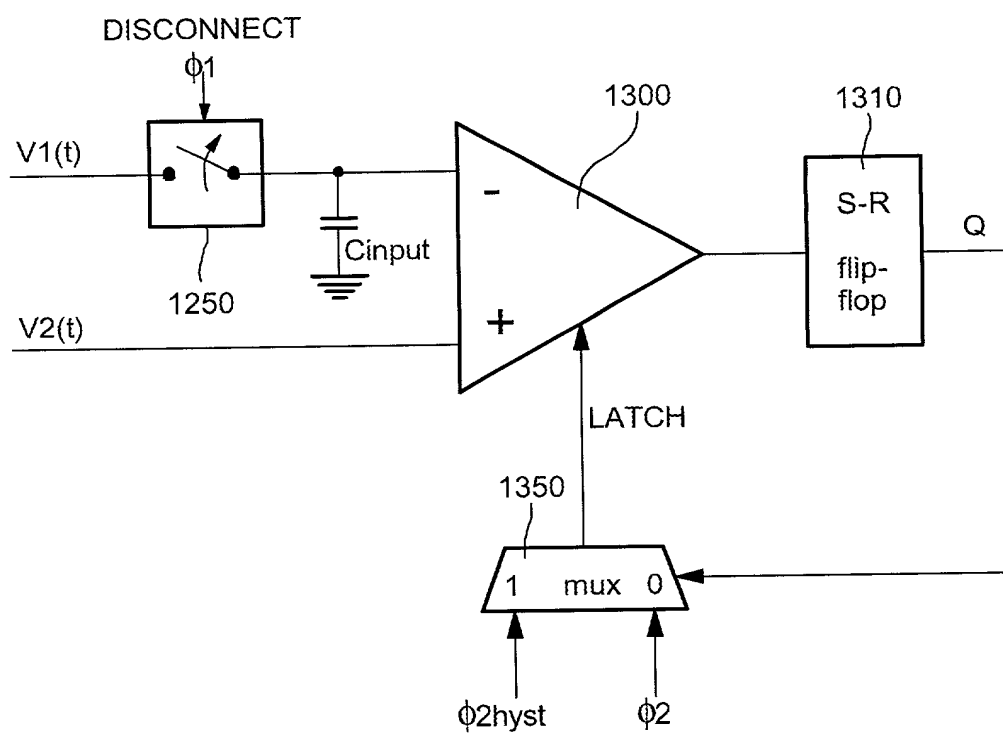 DISCONNECT
ϕ1
V1(t)
1250
Cinput
V2(t)
1300
-
+
1310
S-R
flip-
flop
Q
LATCH
1350
1 mux 0
ϕ2hyst
ϕ2